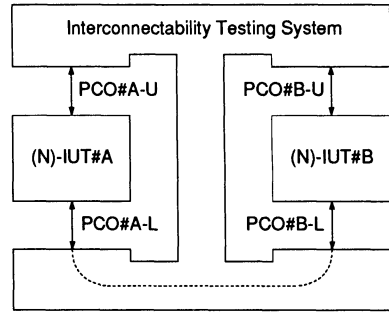 Interconnectability Testing System
PCO#A-U
PCO#B-U
(N)-IUT#A
(N)-IUT#B
PCO#A-L
PCO#B-L